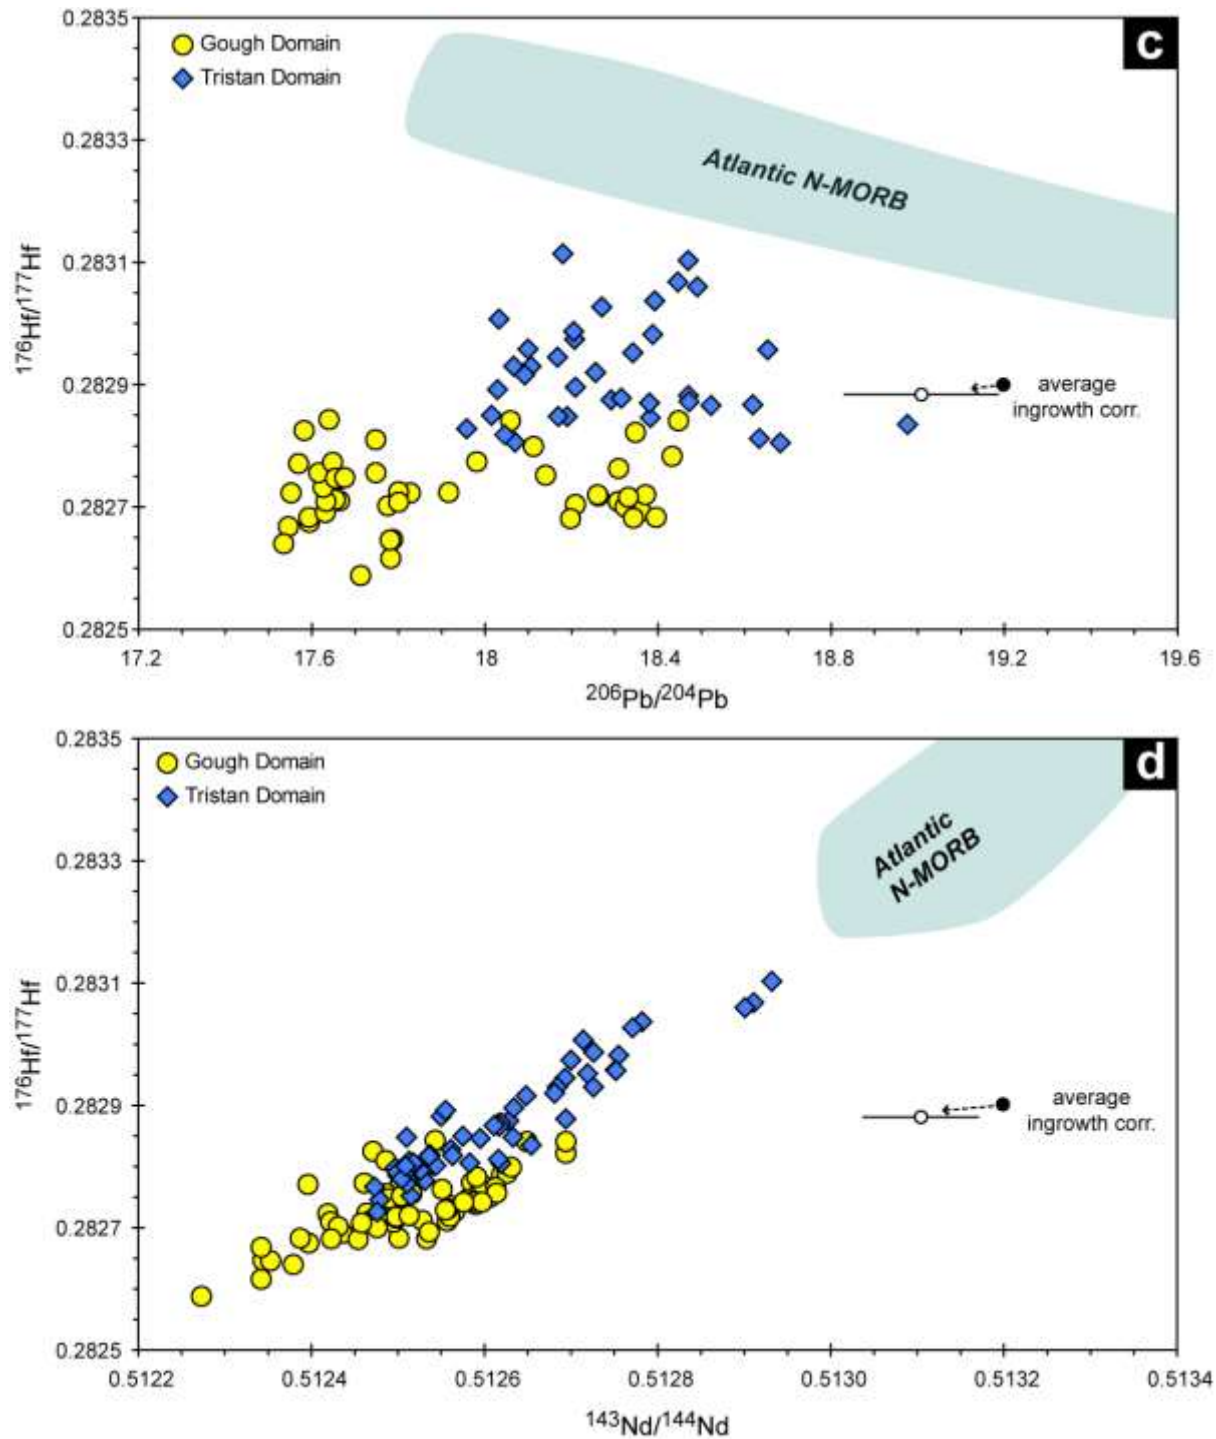 c
Gough Domain
Tristan Domain
0.2835
0.2833
0.2831
0.2829
0.2827
0.2825
176Hf/177Hf
Atlantic N-MORB
average
ingrowth corr.
17.2 17.6 18 18.4 18.8 19.2 19.6
206Pb/204Pb
d
Gough Domain
Tristan Domain
0.2835
0.2833
0.2831
0.2829
0.2827
0.2825
176Hf/177Hf
Atlantic
N-MORB
average
ingrowth corr.
0.5122 0.5124 0.5126 0.5128 0.5130 0.5132 0.5134
143Nd/144Nd